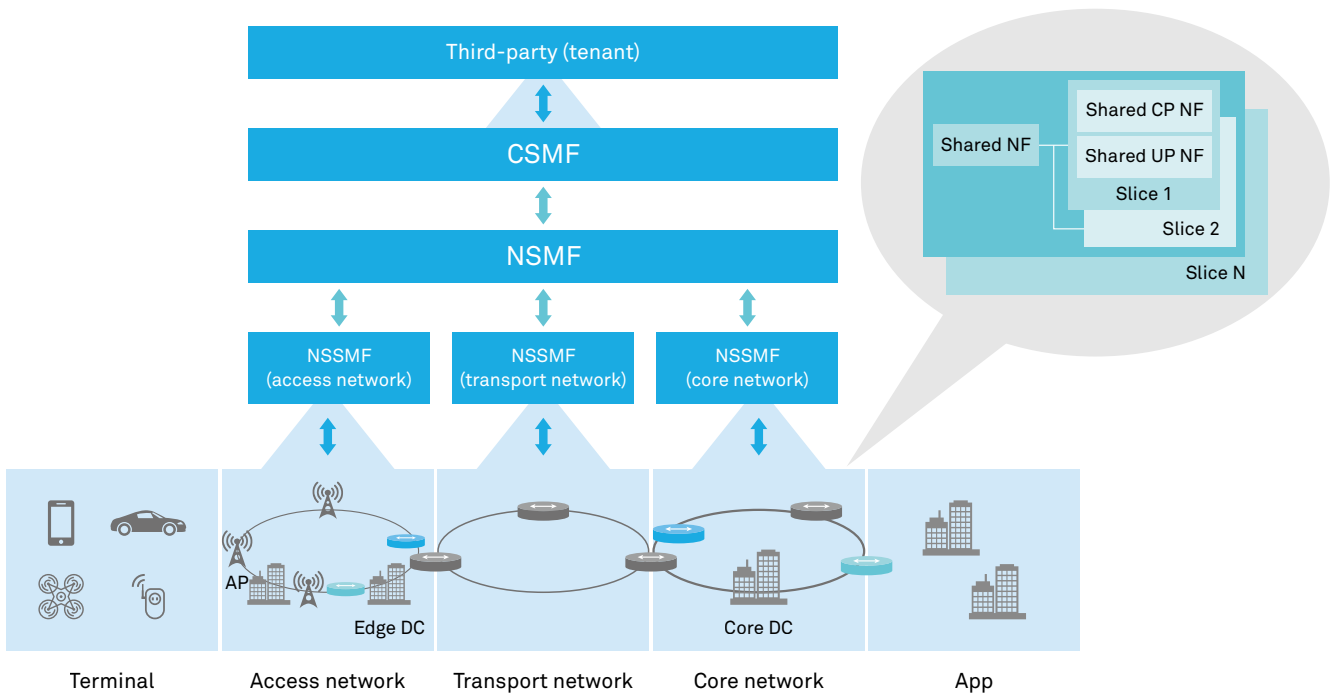 Third-party (tenant)
CSMF
NSMF
NSSMF
(access network)
NSSMF
(transport network)
NSSMF
(core network)
Shared NF
Shared CP NF
Shared UP NF
Slice 1
Slice 2
Slice N
AP
Edge DC
Core DC
Terminal
Access network
Transport network
Core network
App